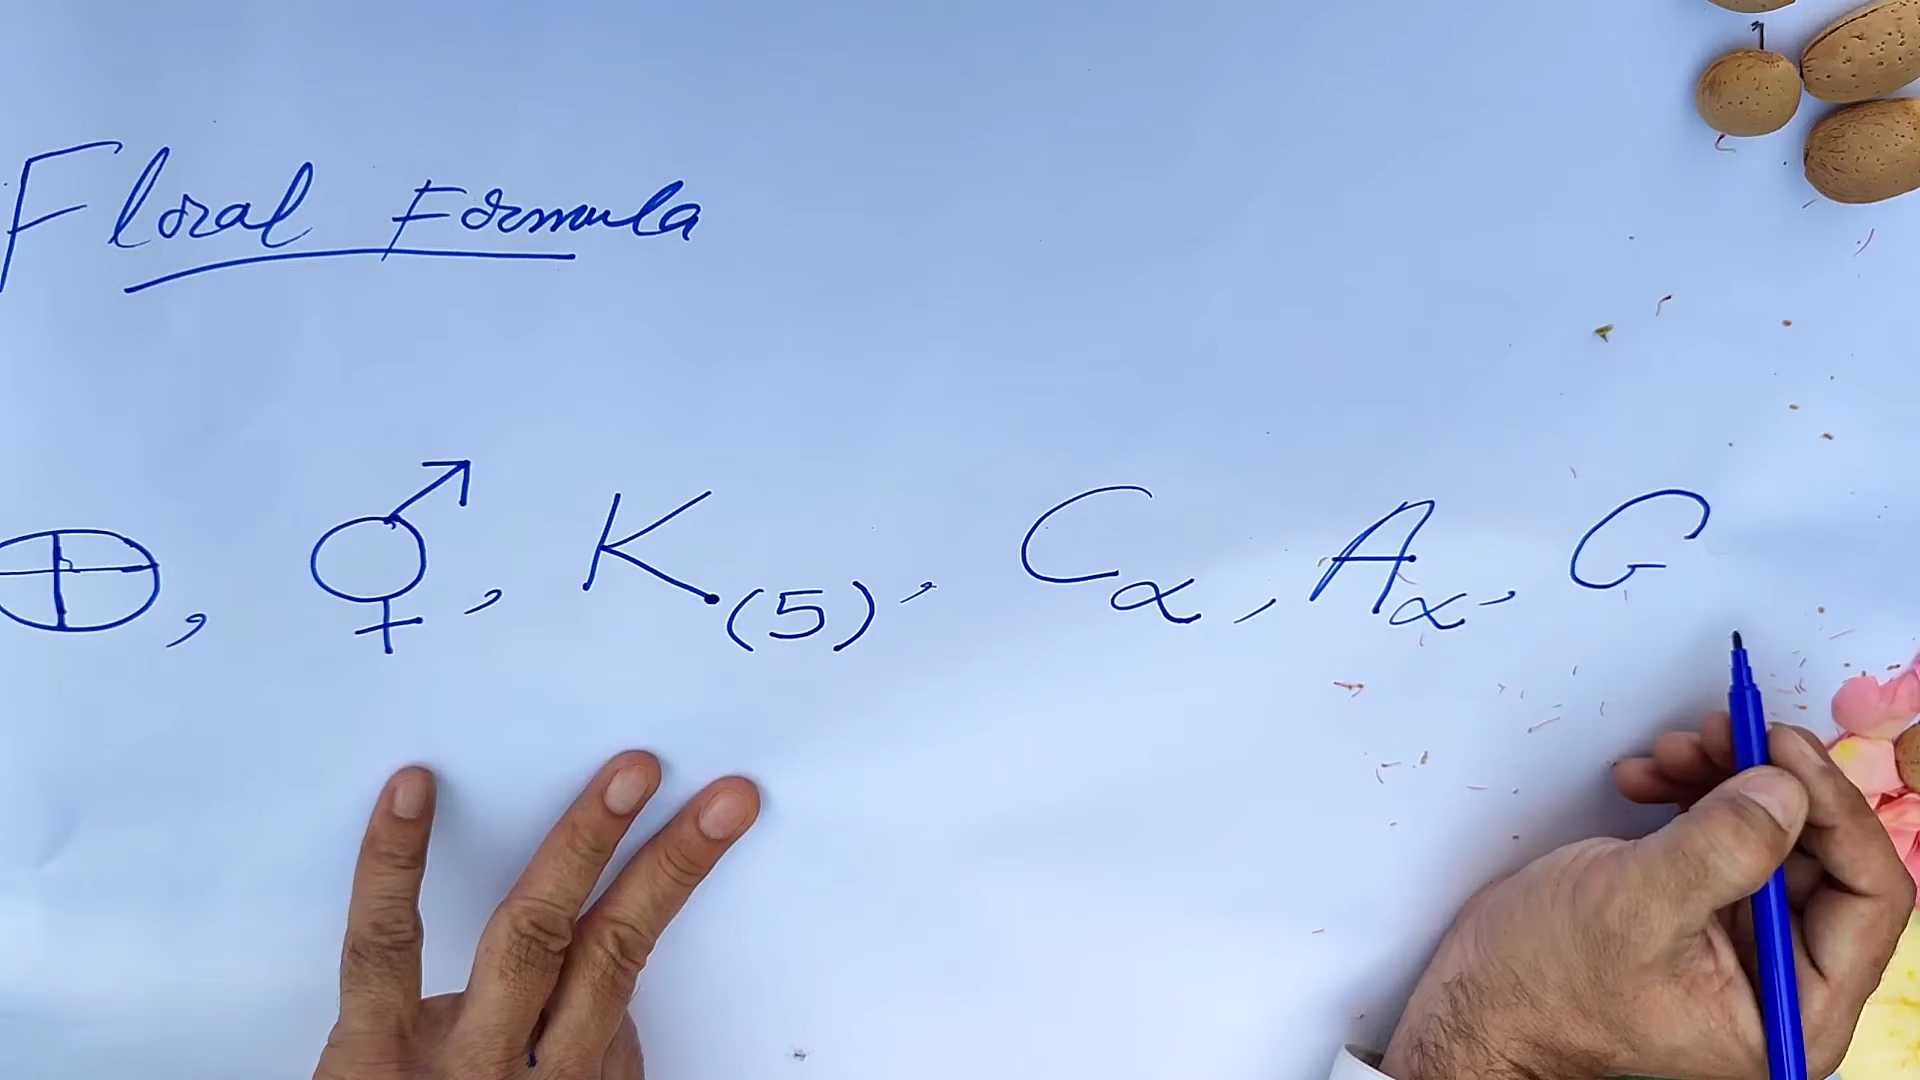 Floral Formula
⊕, ⚥, K(5), C∝, A∝, G